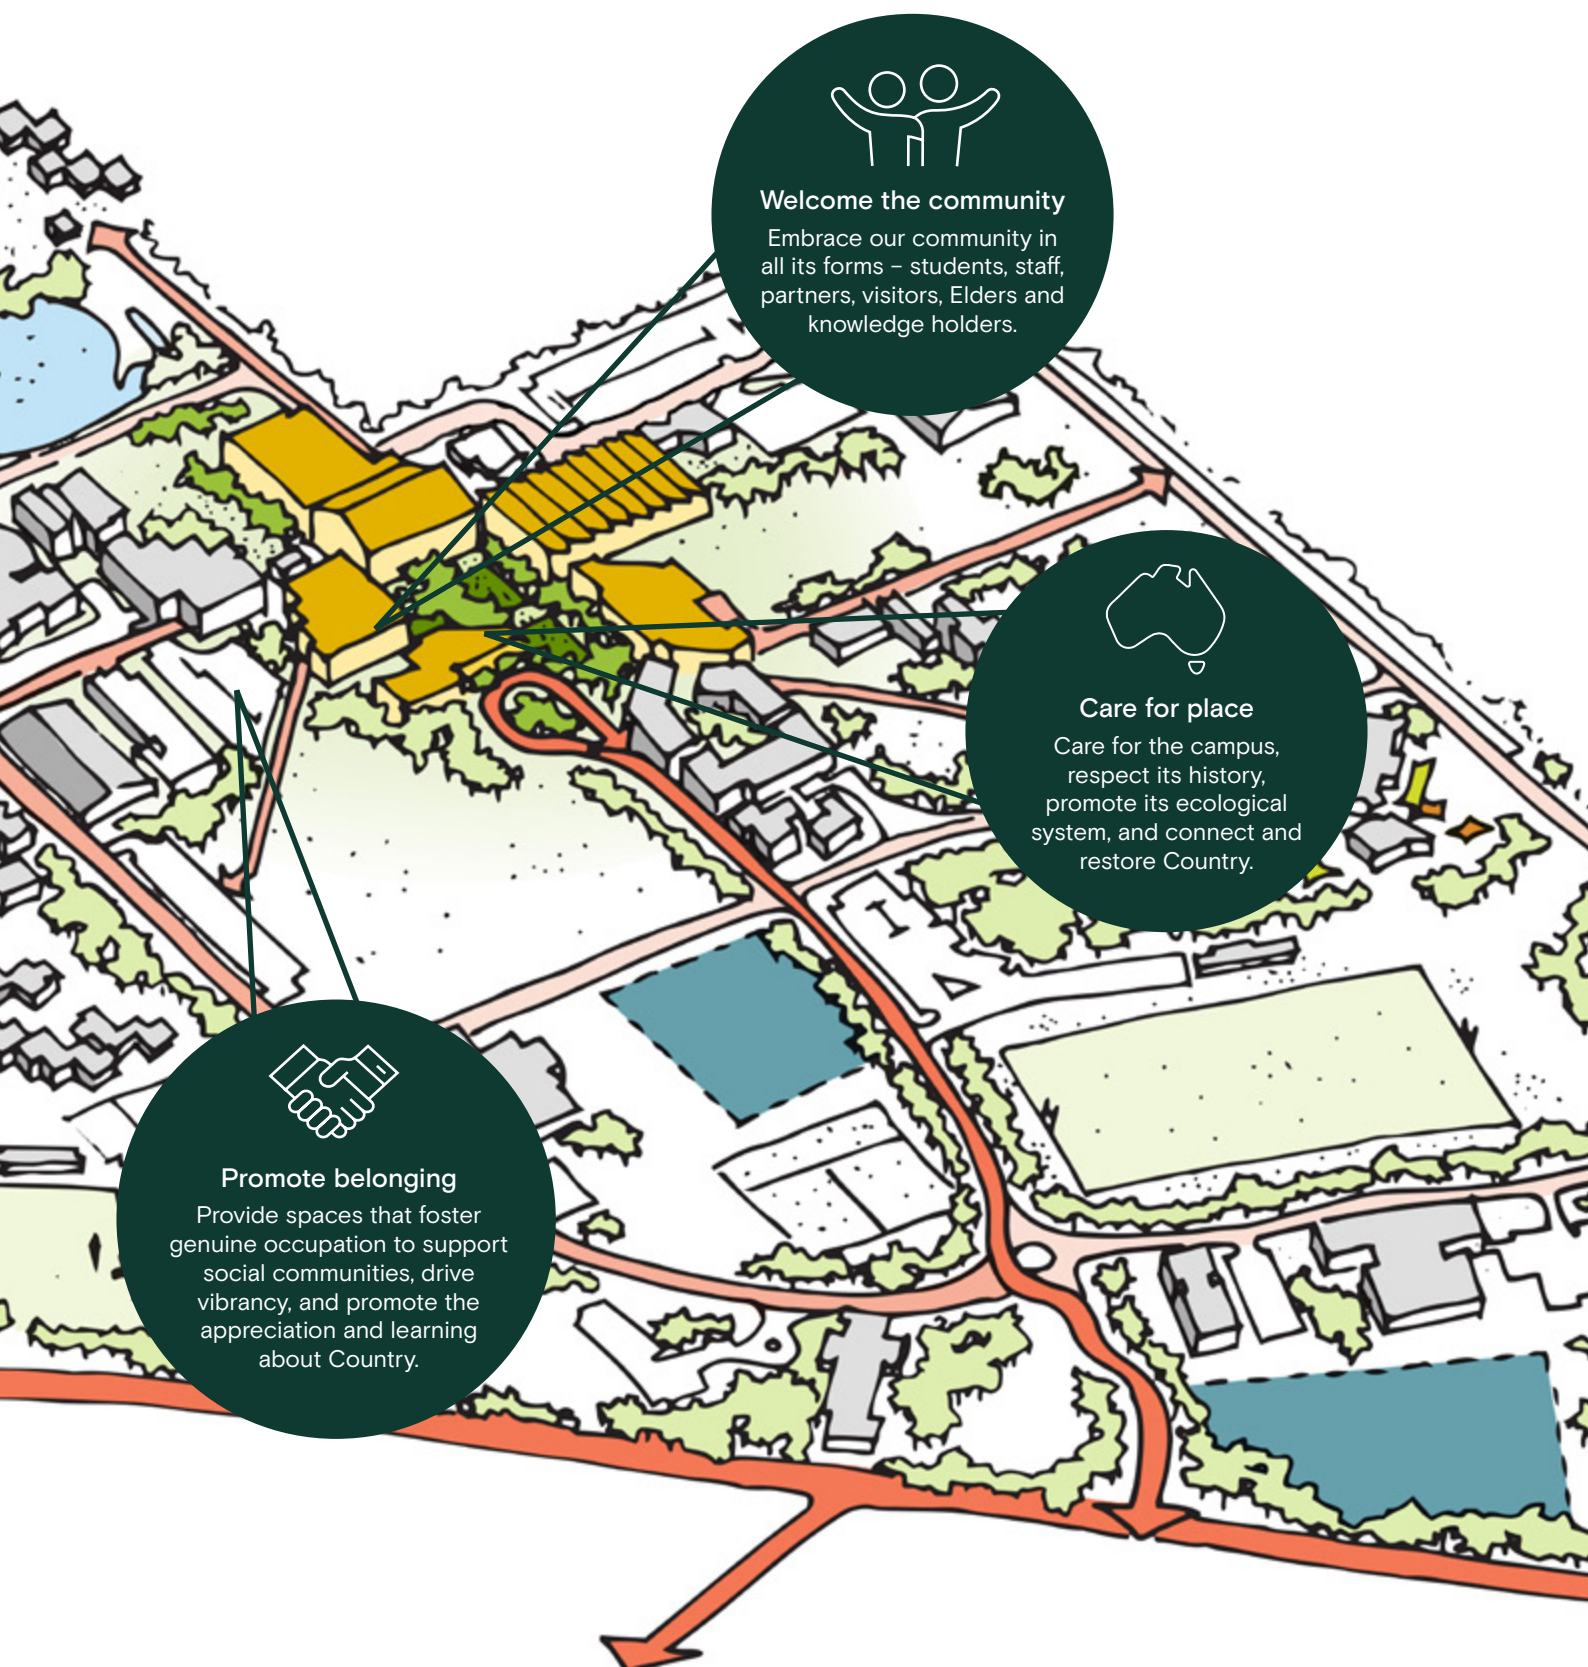 Welcome the community
Embrace our community in
all its forms – students, staff,
partners, visitors, Elders and
knowledge holders.
Care for place
Care for the campus,
respect its history,
promote its ecological
system, and connect and
restore Country.
Promote belonging
Provide spaces that foster
genuine occupation to support
social communities, drive
vibrancy, and promote the
appreciation and learning
about Country.